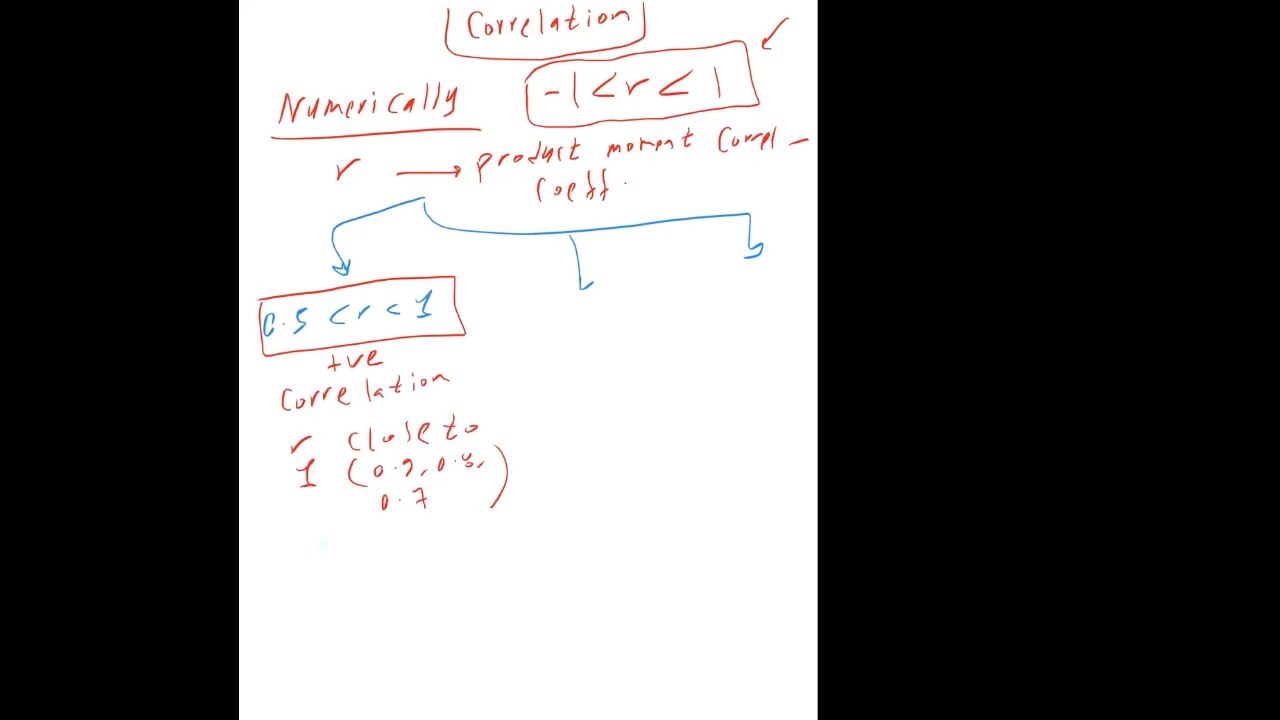 Correlation
-1 < r < 1
Numerically
r → product moment Correl -
Coeff.
0.5 < r < 1
+ve
Correlation
r close to
1 (0.9, 0.8,
0.7)